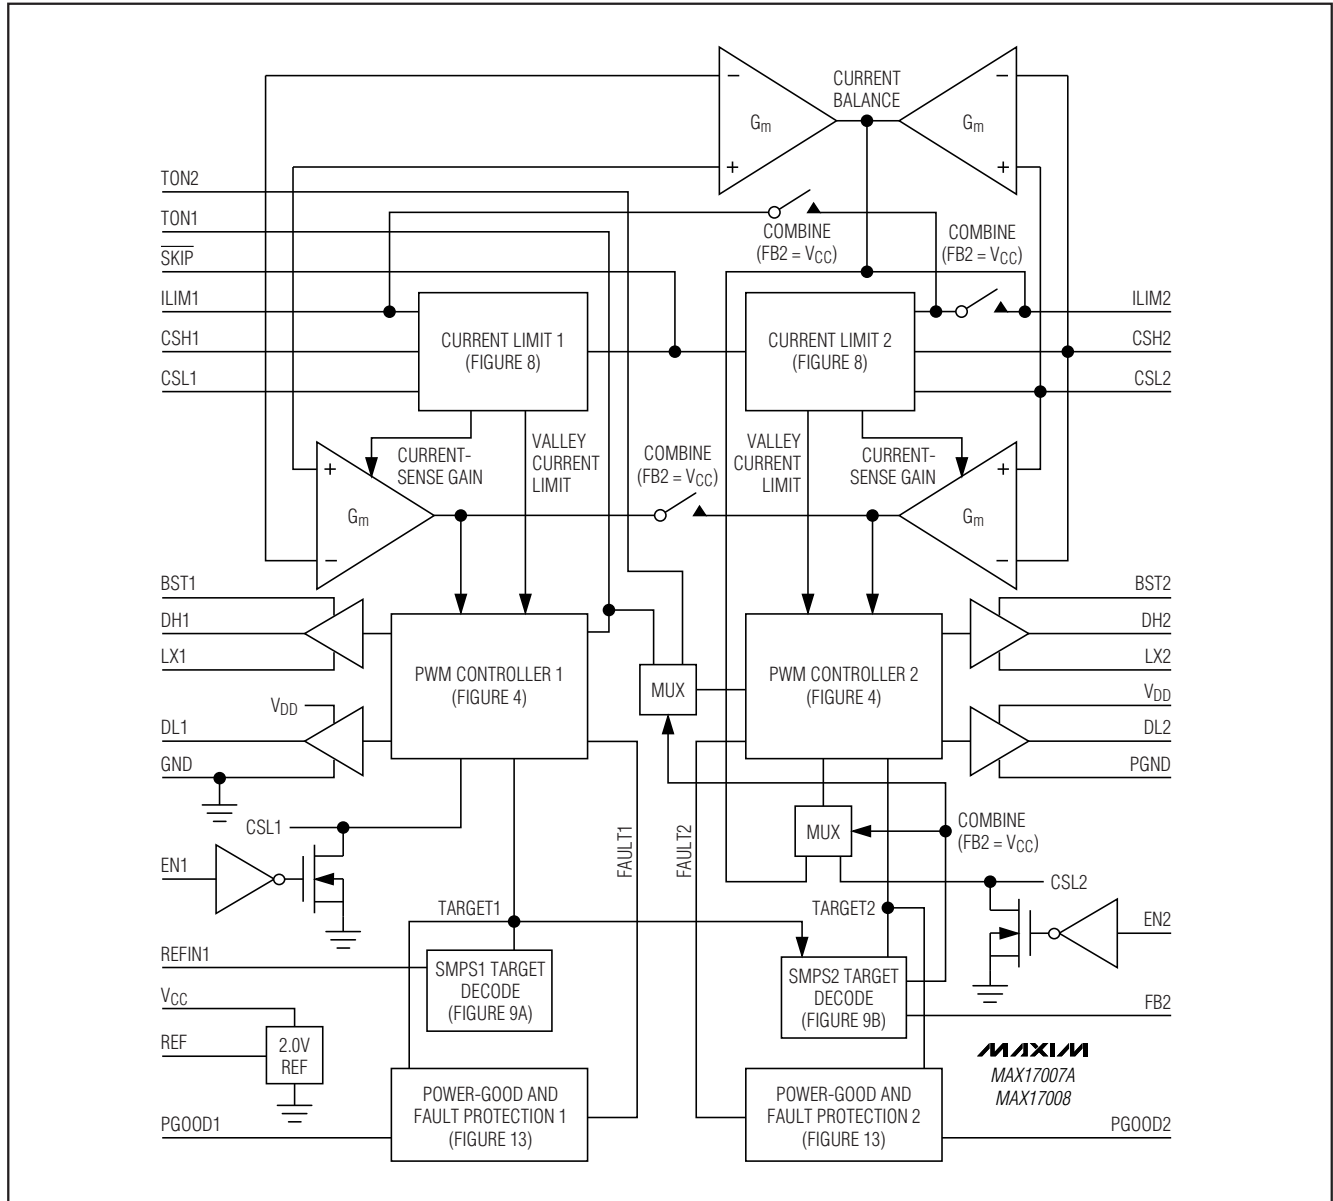 CURRENT
BALANCE
−
−
Gm
Gm
+
+
TON2
TON1
COMBINE
(FB2 = VCC)
COMBINE
(FB2 = VCC)
SKIP
ILIM1
ILIM2
CURRENT LIMIT 1
(FIGURE 8)
CURRENT LIMIT 2
(FIGURE 8)
CSH1
CSH2
CSL1
CSL2
CURRENT-
SENSE GAIN
VALLEY
CURRENT
LIMIT
COMBINE
(FB2 = VCC)
VALLEY
CURRENT
LIMIT
CURRENT-
SENSE GAIN
+
+
Gm
Gm
−
−
BST1
BST2
DH1
DH2
LX1
LX2
PWM CONTROLLER 1
(FIGURE 4)
MUX
PWM CONTROLLER 2
(FIGURE 4)
VDD
VDD
DL1
DL2
GND
PGND
CSL1
FAULT1
FAULT2
MUX
COMBINE
(FB2 = VCC)
EN1
CSL2
TARGET1
TARGET2
EN2
REFIN1
SMPS1 TARGET
DECODE
(FIGURE 9A)
SMPS2 TARGET
DECODE
(FIGURE 9B)
VCC
FB2
REF
2.0V
REF
MAXIM
MAX17007A
MAX17008
POWER-GOOD AND
FAULT PROTECTION 1
(FIGURE 13)
POWER-GOOD AND
FAULT PROTECTION 2
(FIGURE 13)
PGOOD1
PGOOD2